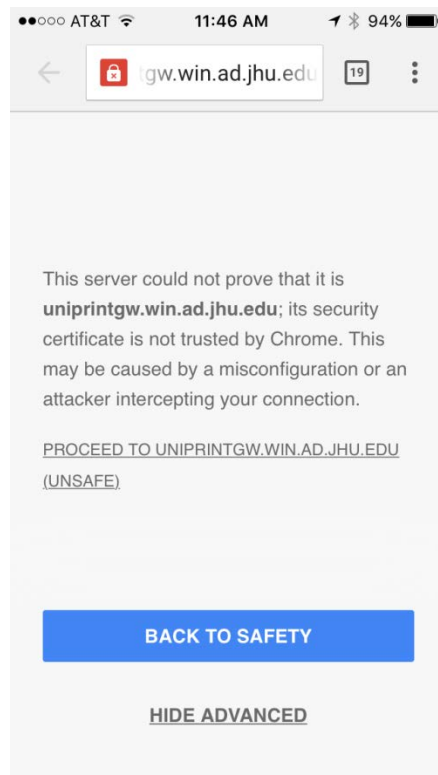 AT&T 11:46 AM 94%
gw.win.ad.jhu.edu 19
This server could not prove that it is
uniprintgw.win.ad.jhu.edu; its security
certificate is not trusted by Chrome. This
may be caused by a misconfiguration or an
attacker intercepting your connection.
PROCEED TO UNIPRINTGW.WIN.AD.JHU.EDU
(UNSAFE)
BACK TO SAFETY
HIDE ADVANCED